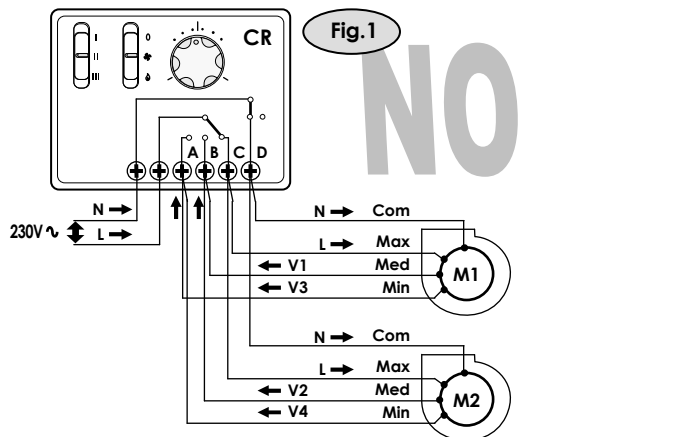 Fig.1
NO
CR
I
II
III
0
A B C D
N
230V
L
N Com
L Max
V1 Med
V3 Min
M1
N Com
L Max
V2 Med
V4 Min
M2